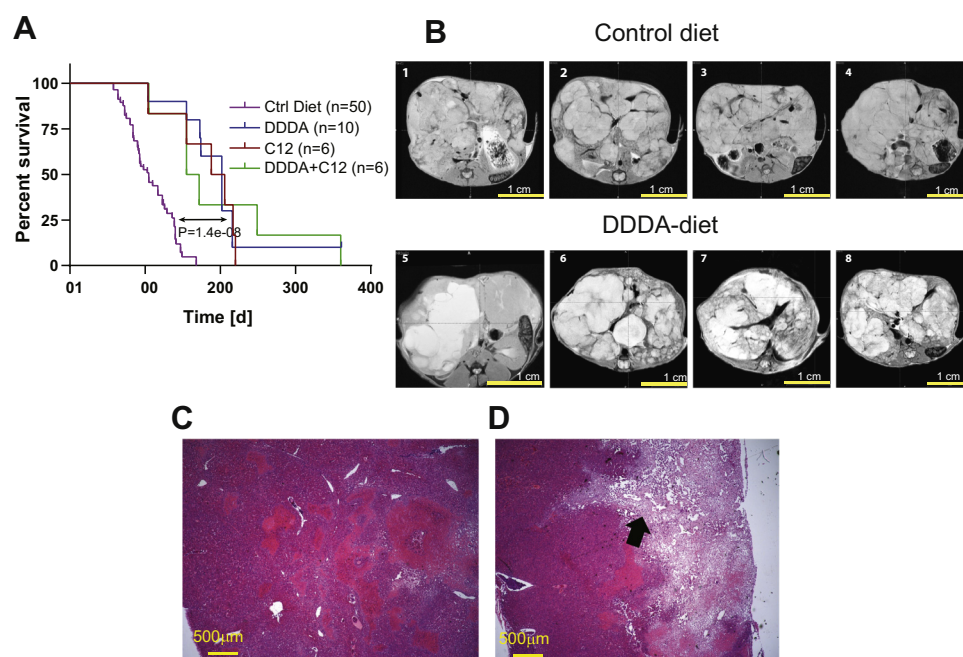 A
B
Control diet
Percent survival
100
75
50
25
0
Ctrl Diet (n=50)
DDDA (n=10)
C12 (n=6)
DDDA+C12 (n=6)
P=1.4e-08
01
00
200
300
400
Time [d]
1
2
3
4
1 cm
1 cm
1 cm
1 cm
DDDA-diet
5
6
7
8
1 cm
1 cm
1 cm
1 cm
C
D
500µm
500µm